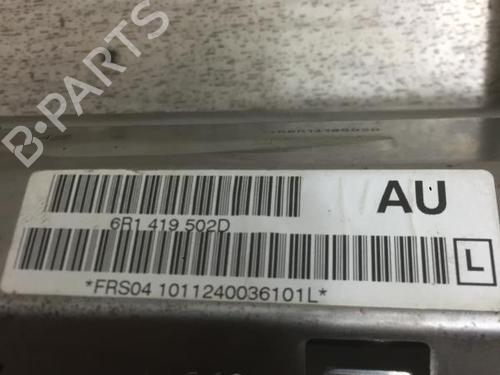 B-PARTS
AU
6R1 419 502D
L
*FRS04 1011240036101L*